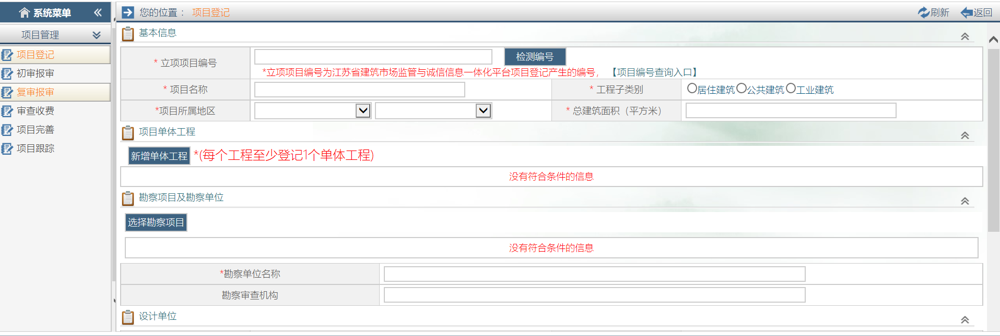 系统菜单
您的位置： 项目登记
刷新 返回
项目管理
项目登记
初审报审
复审报审
审查收费
项目完善
项目跟踪
基本信息
* 立项项目编号
检测编号
*立项项目编号为江苏省建筑市场监管与诚信信息一体化平台项目登记产生的编号， 【项目编号查询入口】
* 项目名称
* 工程子类别
居住建筑 公共建筑 工业建筑
*项目所属地区
* 总建筑面积（平方米）
项目单体工程
新增单体工程 *(每个工程至少登记1个单体工程)
没有符合条件的信息
勘察项目及勘察单位
选择勘察项目
没有符合条件的信息
*勘察单位名称
勘察审查机构
设计单位